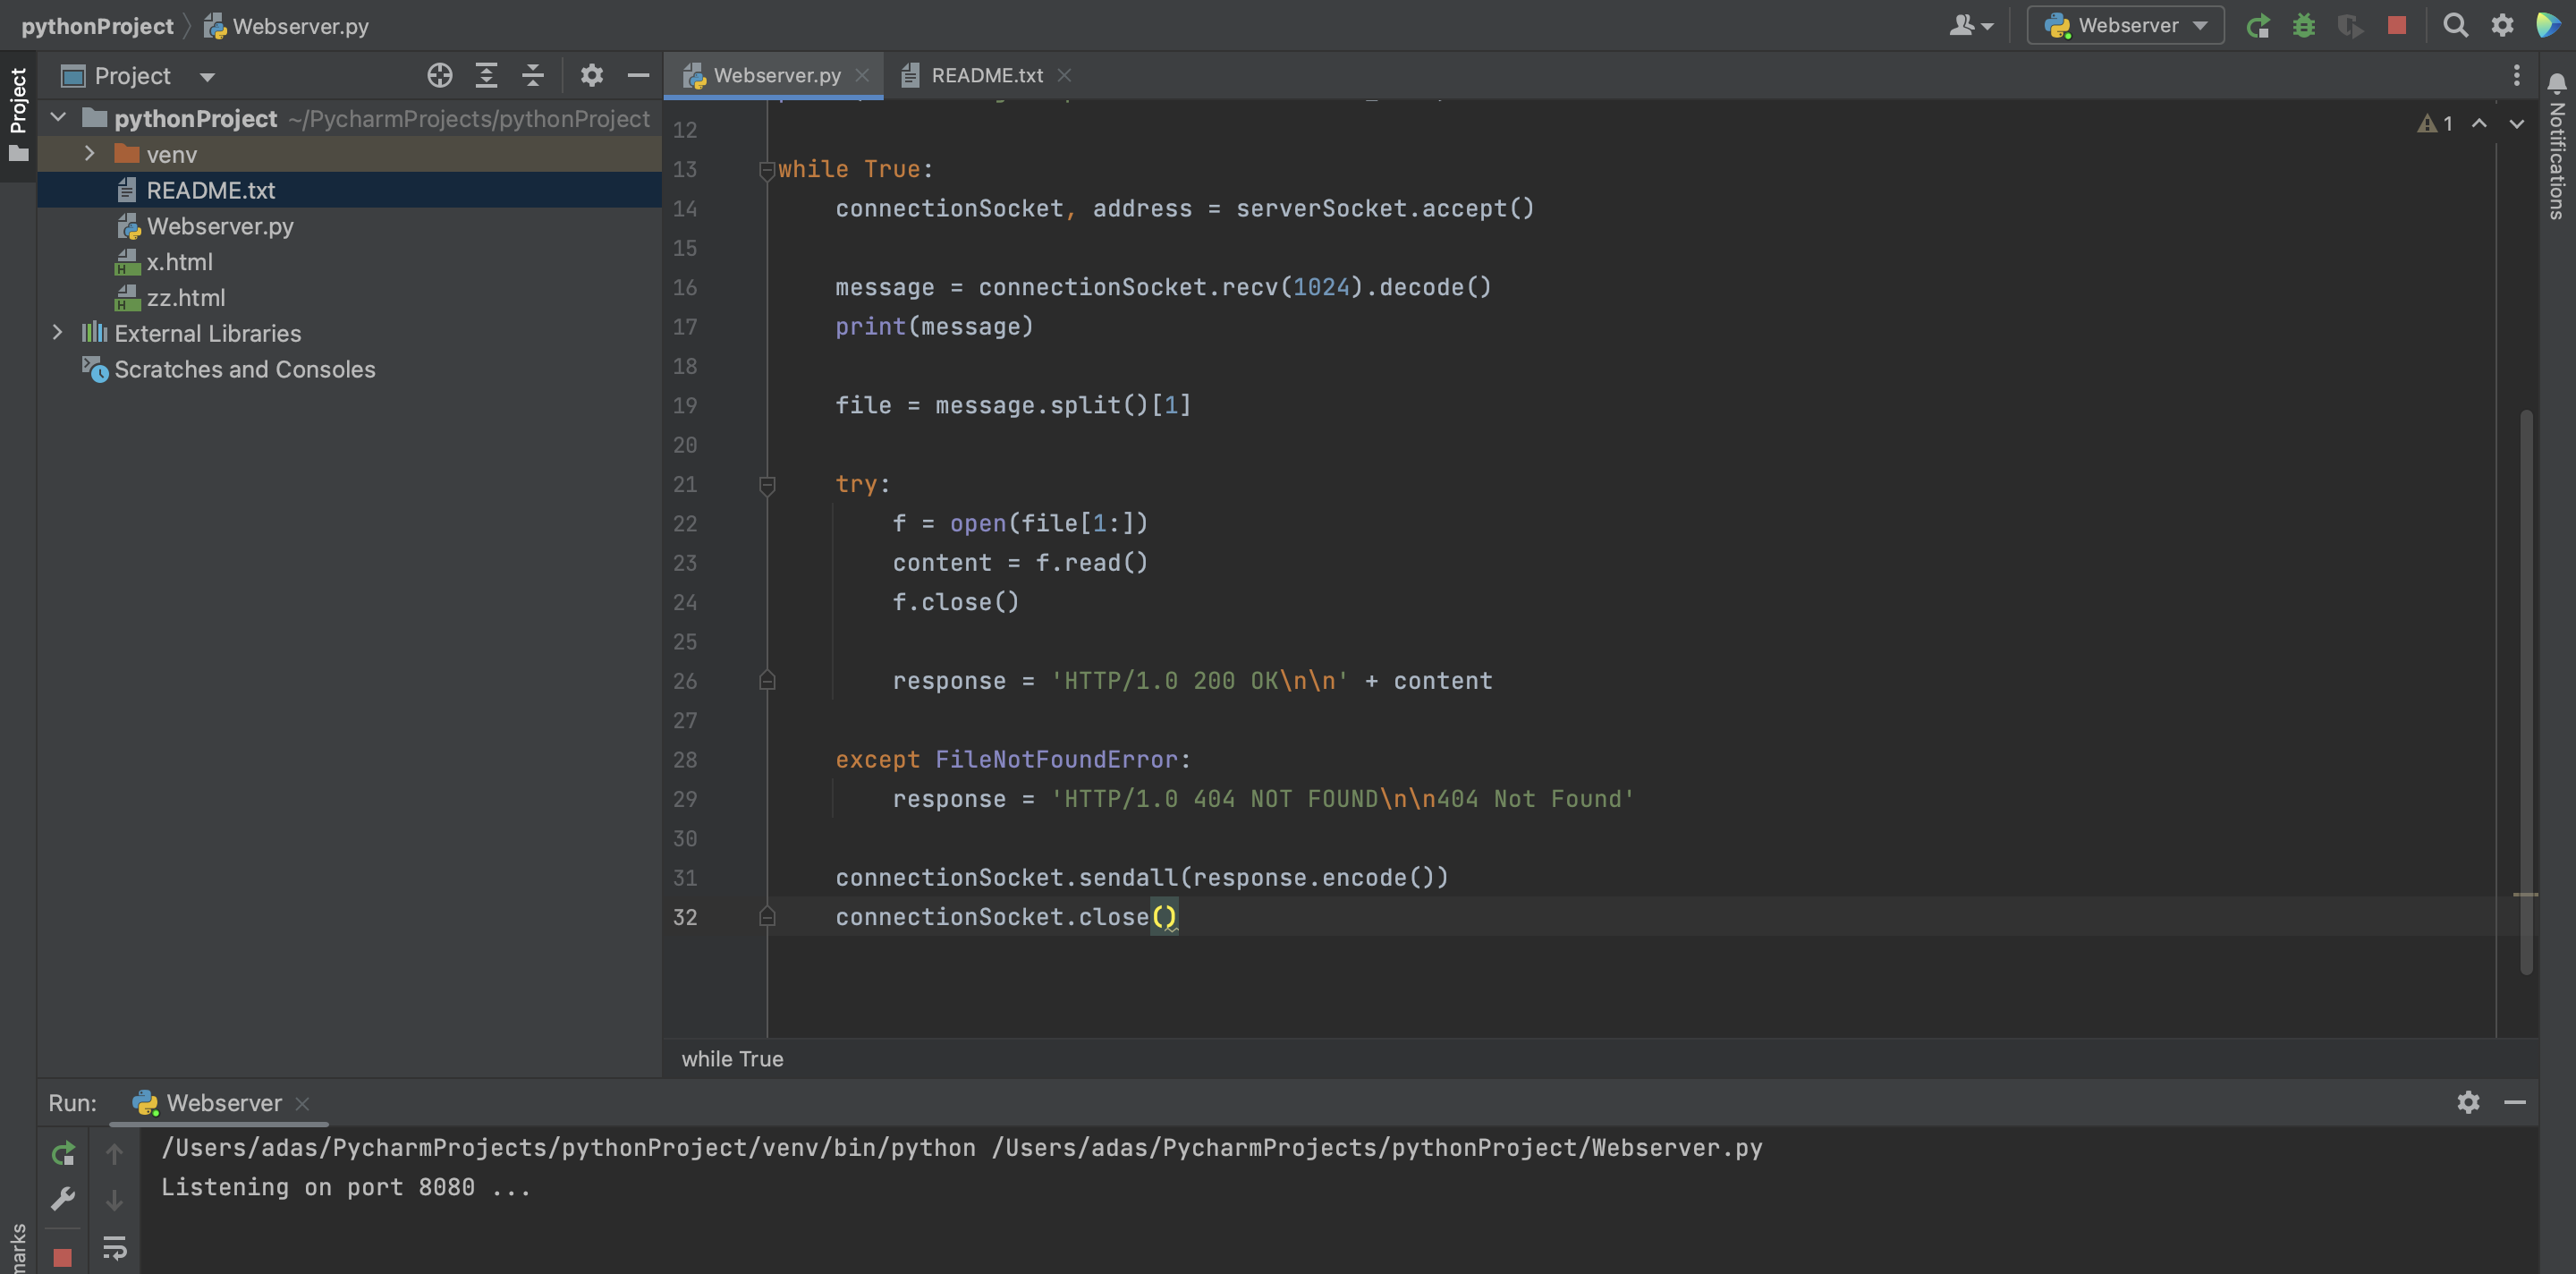 pythonProject Webserver.py
Webserver
Project
Webserver.py
README.txt
Project
Notifications
pythonProject ~/PycharmProjects/pythonProject
venv
README.txt
Webserver.py
x.html
zz.html
External Libraries
Scratches and Consoles
1
12
13 while True:
14 connectionSocket, address = serverSocket.accept()
15
16 message = connectionSocket.recv(1024).decode()
17 print(message)
18
19 file = message.split()[1]
20
21 try:
22 f = open(file[1:])
23 content = f.read()
24 f.close()
25
26 response = 'HTTP/1.0 200 OK\n\n' + content
27
28 except FileNotFoundError:
29 response = 'HTTP/1.0 404 NOT FOUND\n\n404 Not Found'
30
31 connectionSocket.sendall(response.encode())
32 connectionSocket.close()
while True
Run: Webserver
/Users/adas/PycharmProjects/pythonProject/venv/bin/python /Users/adas/PycharmProjects/pythonProject/Webserver.py
Listening on port 8080 ...
marks